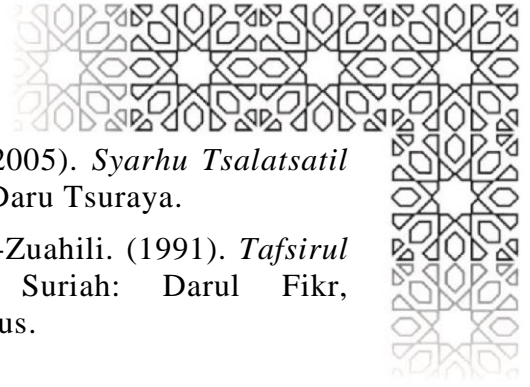 2005). Syarhu Tsalatsatil
Daru Tsuraya.
-Zuahili. (1991). Tafsirul
Suriah: Darul Fikr,
us.